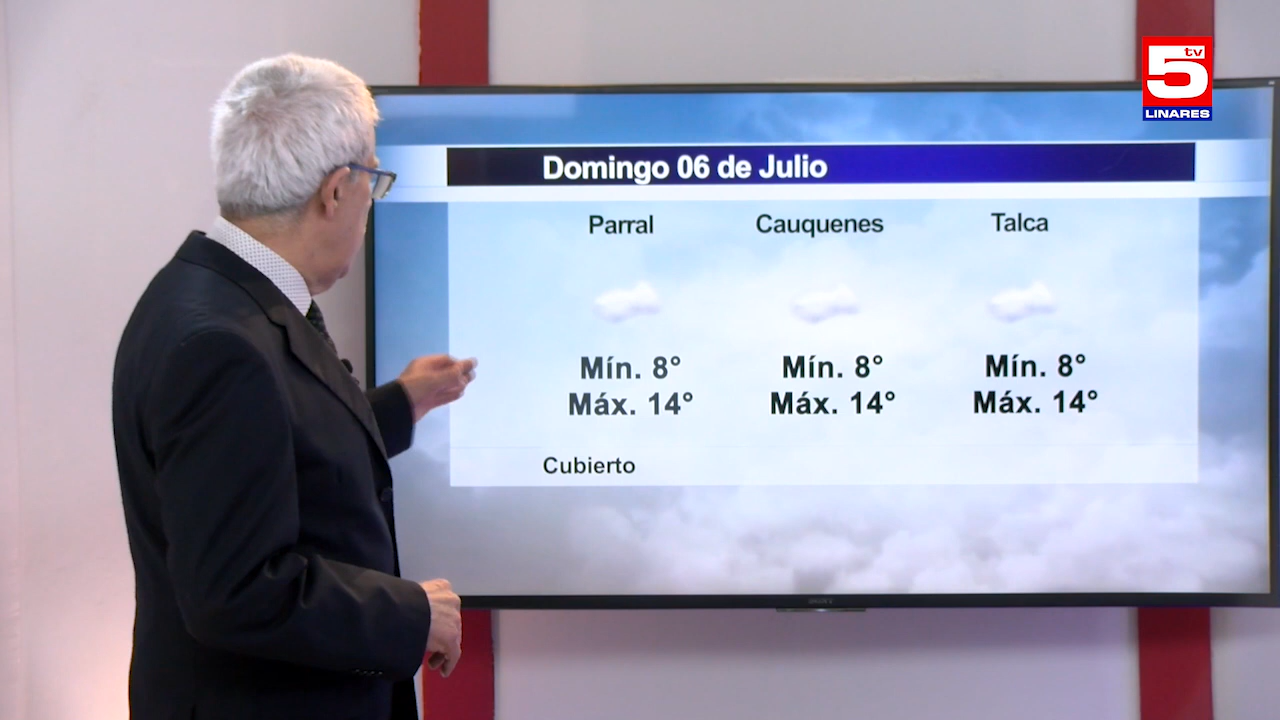 tv
5
LINARES
Domingo 06 de Julio
Parral Cauquenes Talca
Mín. 8° Mín. 8° Mín. 8°
Máx. 14° Máx. 14° Máx. 14°
Cubierto
SONY